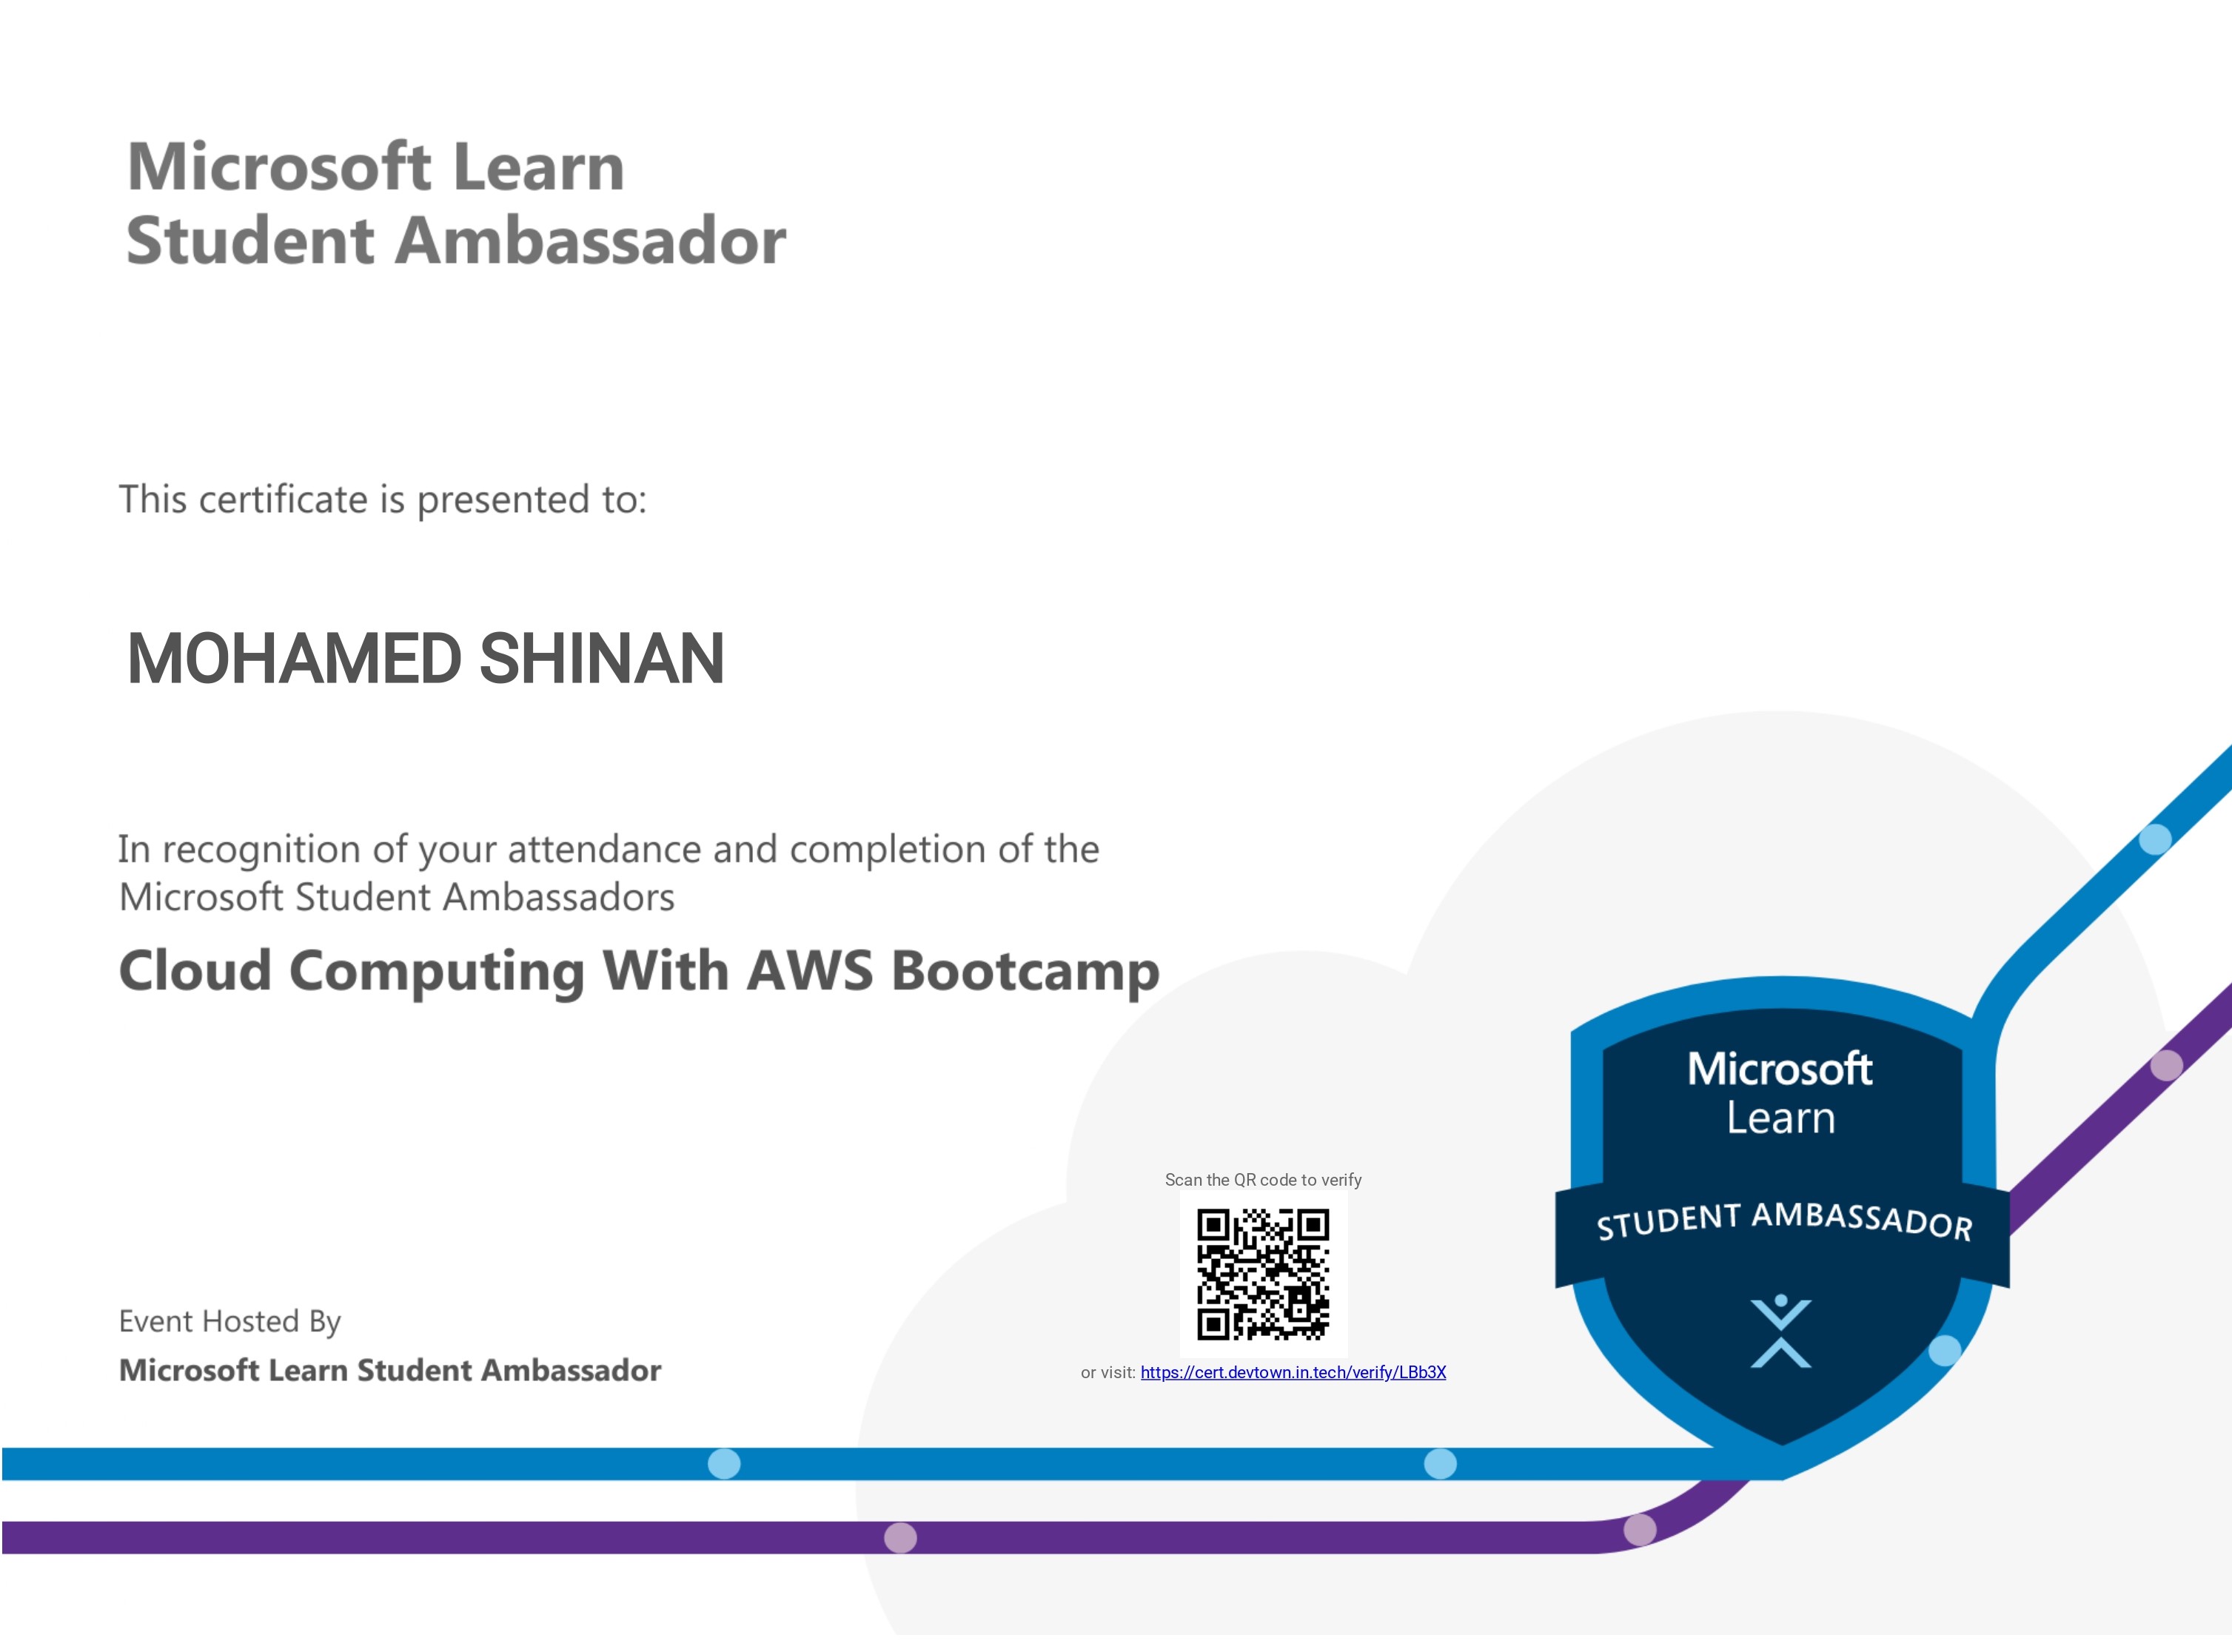 Microsoft Learn
Student Ambassador
This certificate is presented to:
MOHAMED SHINAN
In recognition of your attendance and completion of the
Microsoft Student Ambassadors
Cloud Computing With AWS Bootcamp
Microsoft
Learn
STUDENT AMBASSADOR
Scan the QR code to verify
or visit: https://cert.devtown.in.tech/verify/LBb3X
Event Hosted By
Microsoft Learn Student Ambassador